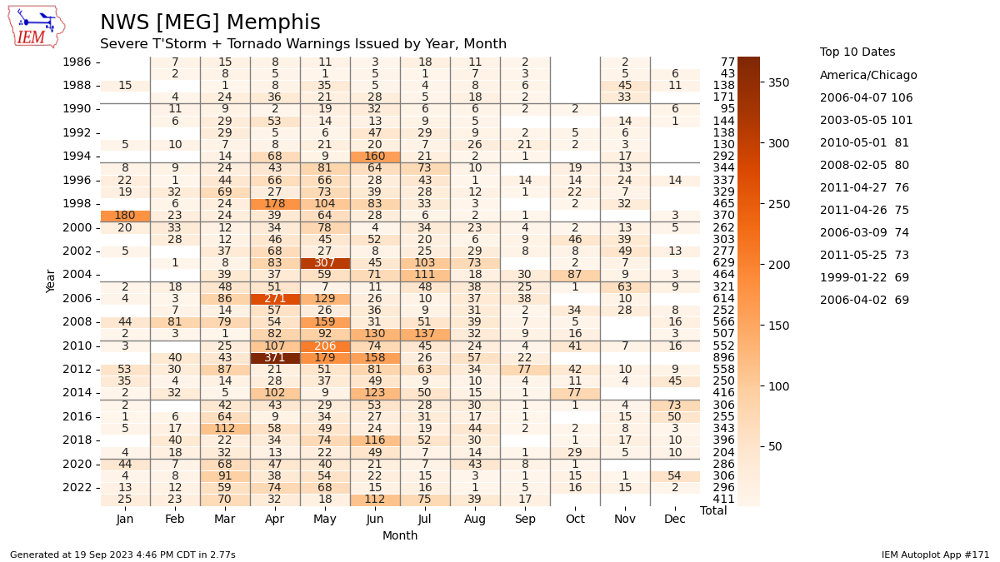 IEM
NWS [MEG] Memphis
Severe T'Storm + Tornado Warnings Issued by Year, Month
1986 7 15 8 11 3 18 11 2 2 77
2 8 5 1 5 1 7 3 5 6 43
1988 15 1 8 35 5 4 8 6 45 11 138
4 24 36 21 28 5 18 2 33 171
1990 11 9 2 19 32 6 6 2 2 6 95
6 29 53 14 13 9 5 14 1 144
1992 29 5 6 47 29 9 2 5 6 138
5 10 7 8 21 20 7 26 21 2 3 130
1994 14 68 9 160 21 2 1 17 292
8 9 24 43 81 64 73 10 19 13 344
1996 22 1 44 66 66 28 43 1 14 14 24 14 337
19 32 69 27 73 39 28 12 1 22 7 329
1998 6 24 178 104 83 33 3 2 32 465
180 23 24 39 64 28 6 2 1 3 370
2000 20 33 12 34 78 4 34 23 4 2 13 5 262
28 12 46 45 52 20 6 9 46 39 303
2002 5 37 68 27 8 25 29 8 8 49 13 277
1 8 83 307 45 103 73 2 7 629
2004 39 37 59 71 111 18 30 87 9 3 464
2 18 48 51 7 11 48 38 25 1 63 9 321
2006 4 3 86 271 129 26 10 37 38 10 614
7 14 57 26 36 9 31 2 34 28 8 252
2008 44 81 79 54 159 31 51 39 7 5 16 566
2 3 1 82 92 130 137 32 9 16 3 507
2010 3 25 107 206 74 45 24 4 41 7 16 552
40 43 371 179 158 26 57 22 896
2012 53 30 87 21 51 81 63 34 77 42 10 9 558
35 4 14 28 37 49 9 10 4 11 4 45 250
2014 2 32 5 102 9 123 50 15 1 77 416
2 42 43 29 53 28 30 1 1 4 73 306
2016 1 6 64 9 34 27 31 17 1 15 50 255
5 17 112 58 49 24 19 44 2 2 8 3 343
2018 40 22 34 74 116 52 30 1 17 10 396
4 18 32 13 22 49 7 14 1 29 5 10 204
2020 44 7 68 47 40 21 7 43 8 1 286
4 8 91 38 54 22 15 3 1 15 1 54 306
2022 13 12 59 74 68 15 16 1 5 16 15 2 296
25 23 70 32 18 112 75 39 17 411
Total
Jan Feb Mar Apr May Jun Jul Aug Sep Oct Nov Dec
Month
Year
350
300
250
200
150
100
50
Top 10 Dates
America/Chicago
2006-04-07 106
2003-05-05 101
2010-05-01 81
2008-02-05 80
2011-04-27 76
2011-04-26 75
2006-03-09 74
2011-05-25 73
1999-01-22 69
2006-04-02 69
Generated at 19 Sep 2023 4:46 PM CDT in 2.77s
IEM Autoplot App #171